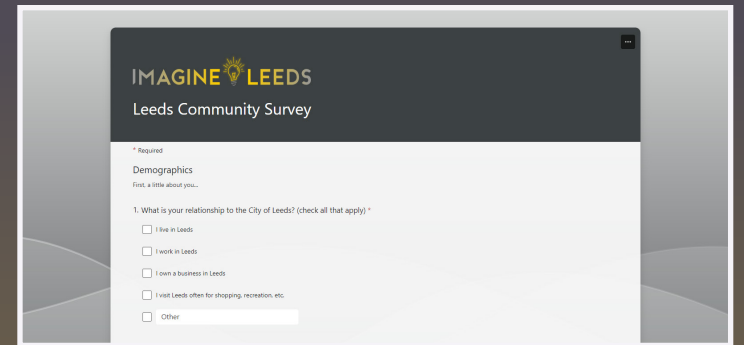 IMAGINE LEEDS
Leeds Community Survey
* Required
Demographics
First, a little about you...
1. What is your relationship to the City of Leeds? (check all that apply) *
I live in Leeds
I work in Leeds
I own a business in Leeds
I visit Leeds often for shopping, recreation, etc.
Other